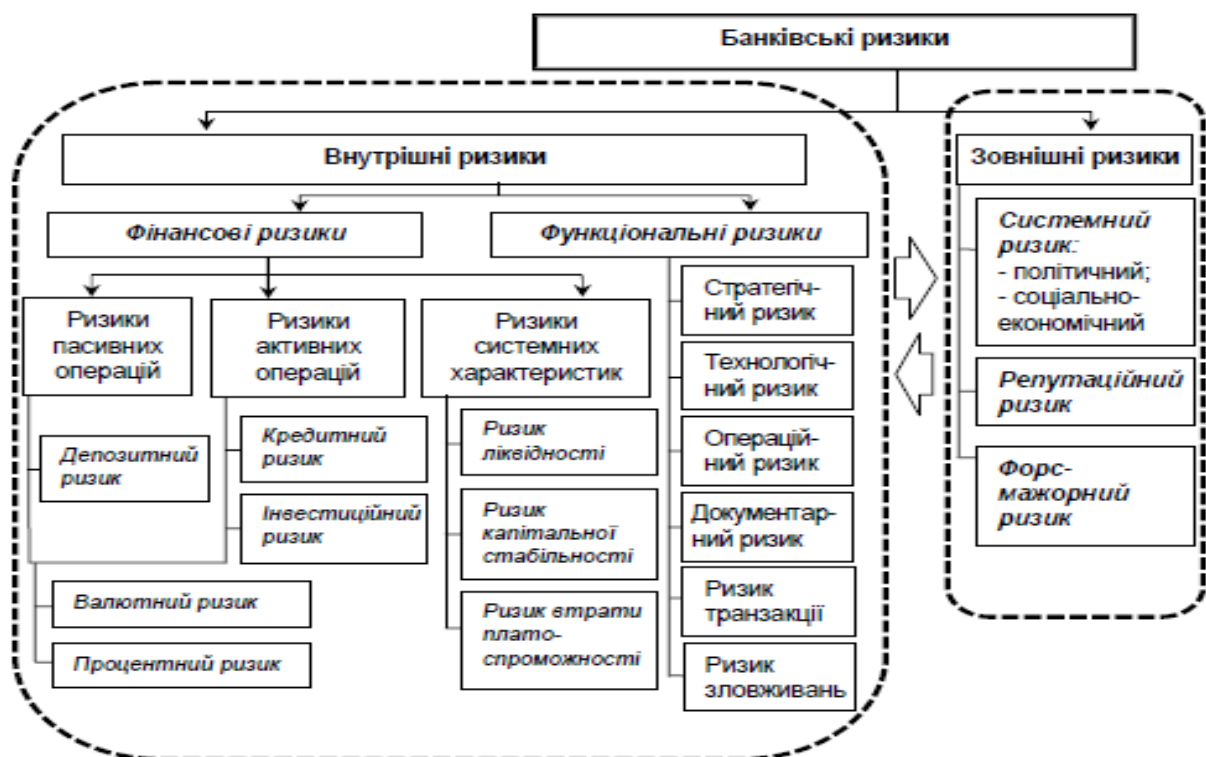 Банківські ризики
Внутрішні ризики
Зовнішні ризики
Фінансові ризики
Функціональні ризики
Ризики
пасивних
операцій
Ризики
активних
операцій
Ризики
системних
характеристик
Депозитний
ризик
Кредитний
ризик
Інвестиційний
ризик
Валютний ризик
Процентний ризик
Ризик
ліквідності
Ризик
капітальної
стабільності
Ризик втрати
плато-
спроможності
Стратегіч-
ний ризик
Технологіч-
ний ризик
Операцій-
ний ризик
Документар-
ний ризик
Ризик
транзакції
Ризик
зловживань
Системний
ризик:
- політичний;
- соціально-
економічний
Репутаційний
ризик
Форс-
мажорний
ризик